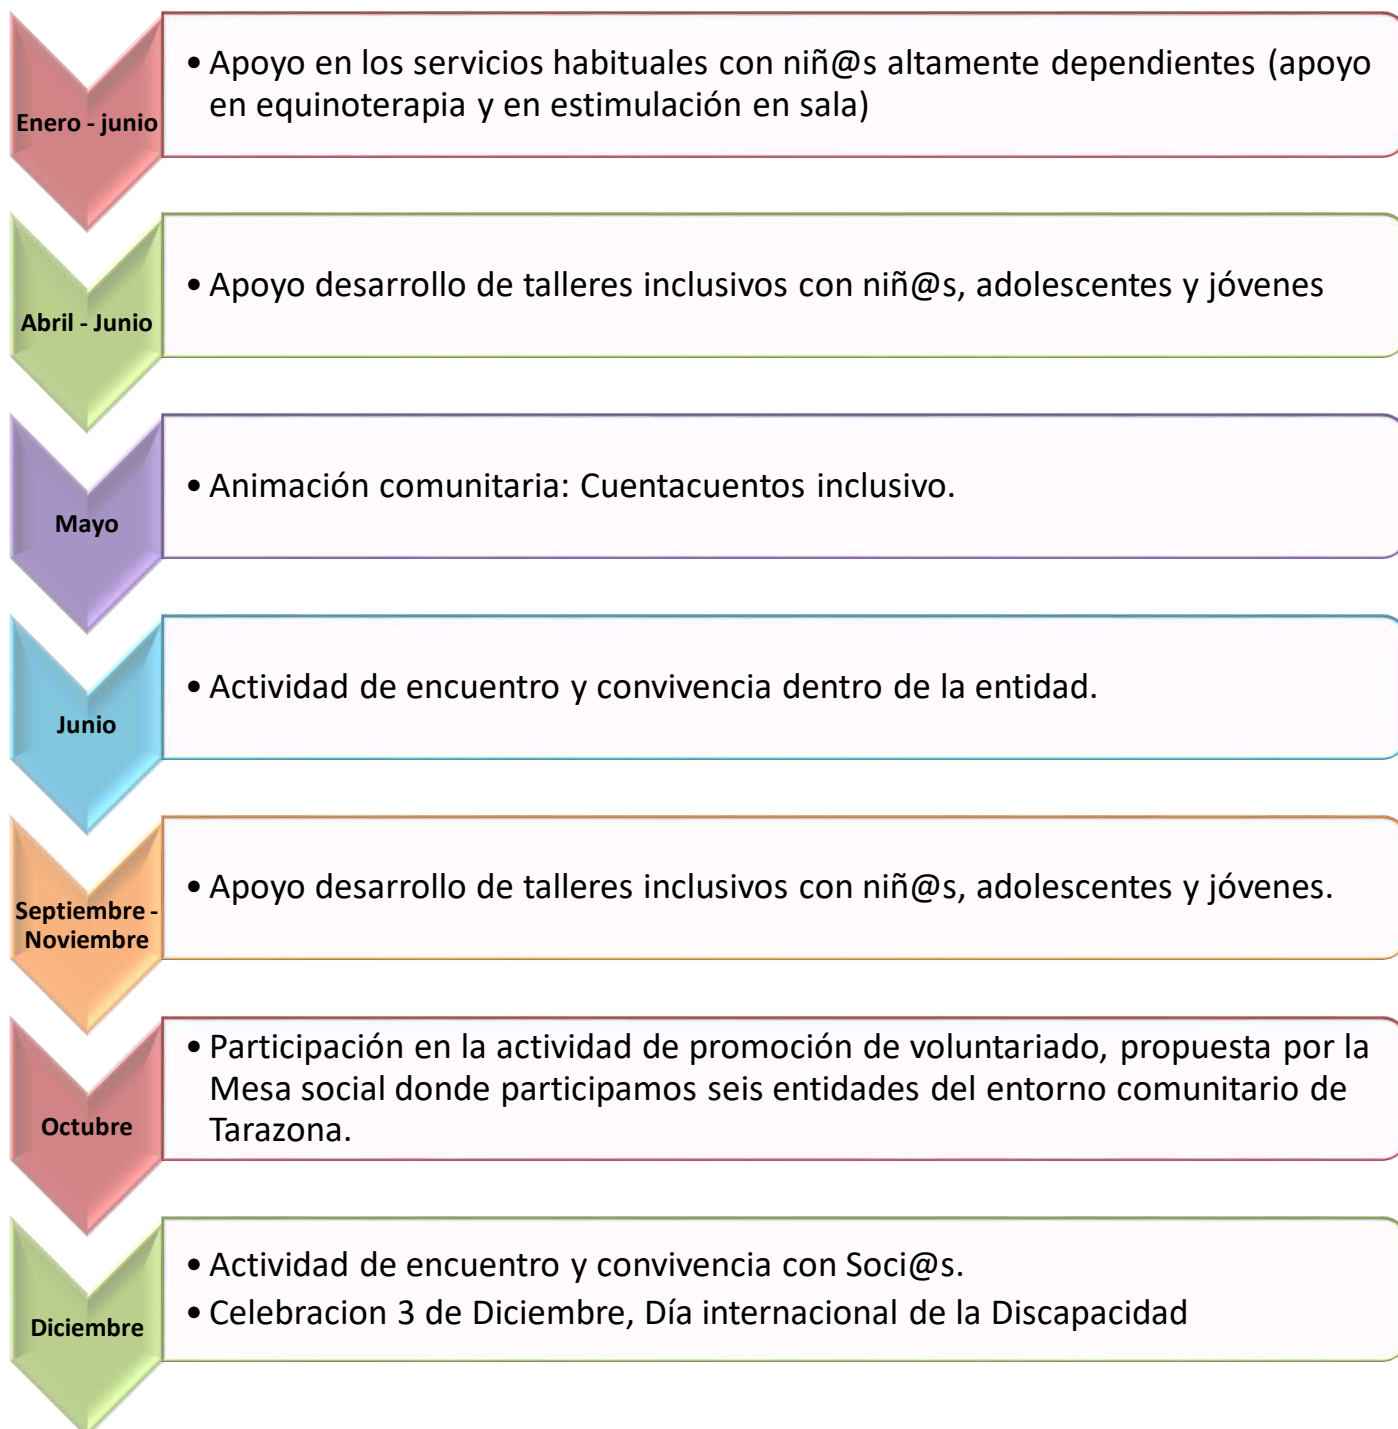 Enero - junio
• Apoyo en los servicios habituales con niñ@s altamente dependientes (apoyo
en equinoterapia y en estimulación en sala)
Abril - Junio
• Apoyo desarrollo de talleres inclusivos con niñ@s, adolescentes y jóvenes
Mayo
• Animación comunitaria: Cuentacuentos inclusivo.
Junio
• Actividad de encuentro y convivencia dentro de la entidad.
Septiembre -
Noviembre
• Apoyo desarrollo de talleres inclusivos con niñ@s, adolescentes y jóvenes.
Octubre
• Participación en la actividad de promoción de voluntariado, propuesta por la
Mesa social donde participamos seis entidades del entorno comunitario de
Tarazona.
Diciembre
• Actividad de encuentro y convivencia con Soci@s.
• Celebracion 3 de Diciembre, Día internacional de la Discapacidad